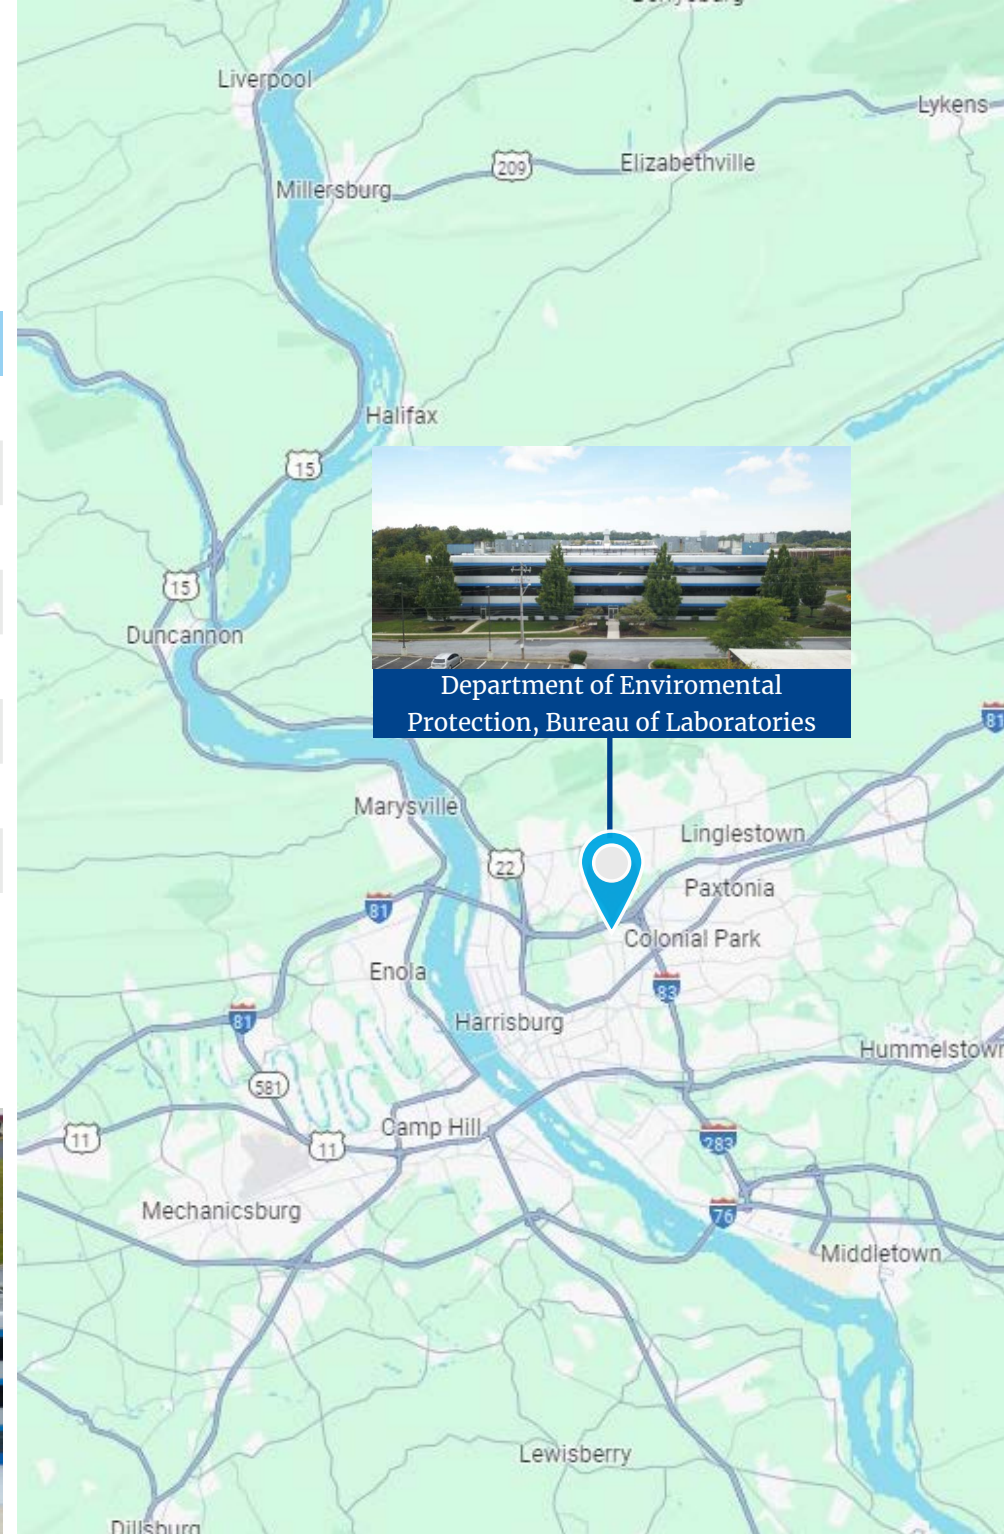 Liverpool
Lykens
209
Elizabethville
Millersburg
Halifax
15
15
Duncannon
Department of Enviromental
Protection, Bureau of Laboratories
81
Marysville
Linglestown
22
Paxtonia
81
Colonial Park
Enola
83
81
Harrisburg
Hummelstown
581
Camp Hill
11
11
283
Mechanicsburg
76
Middletown
Lewisberry
Dillsburg